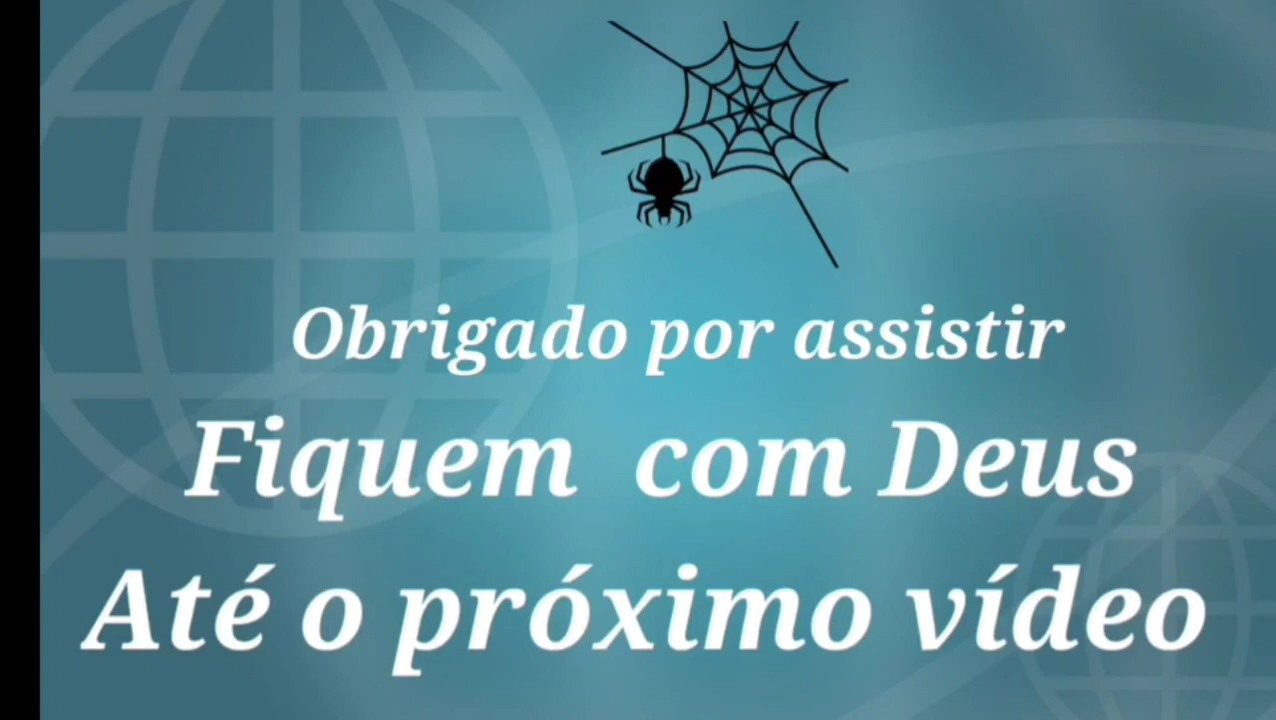 Obrigado por assistir
Fiquem com Deus
Até o próximo vídeo